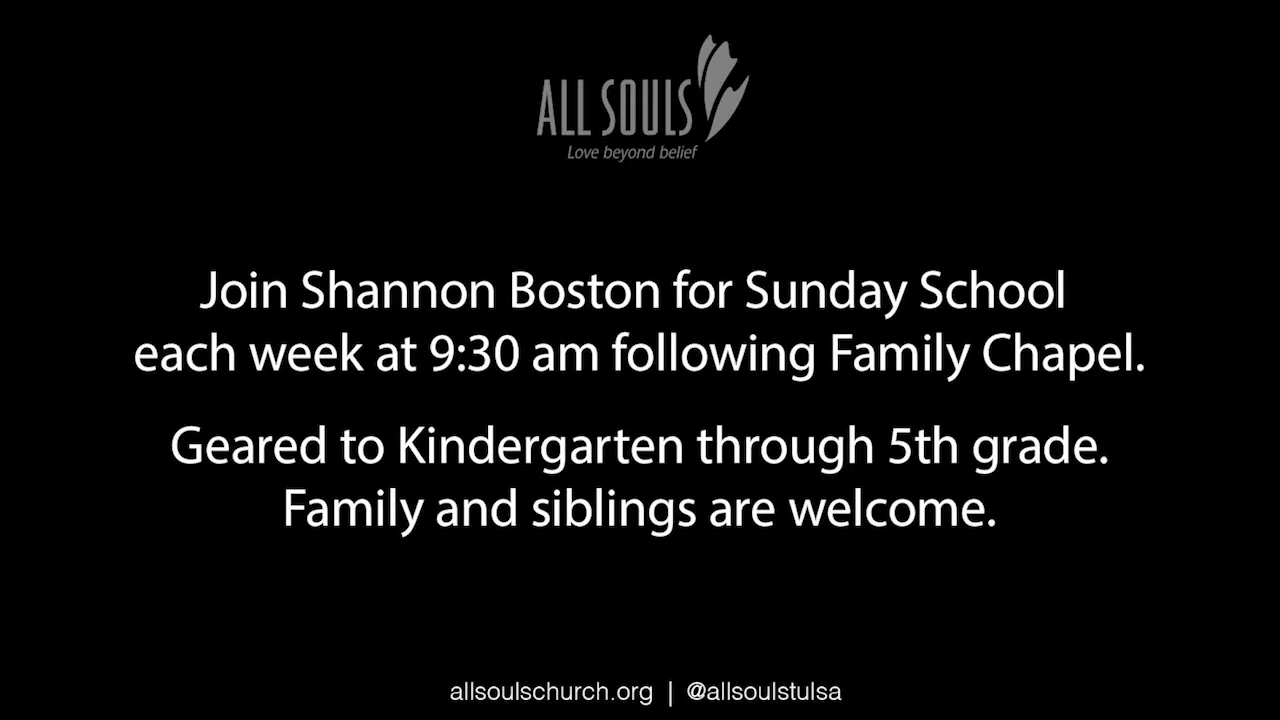 ALL SOULS
Love beyond belief
Join Shannon Boston for Sunday School
each week at 9:30 am following Family Chapel.
Geared to Kindergarten through 5th grade.
Family and siblings are welcome.
allsoulschurch.org | @allsoulstulsa